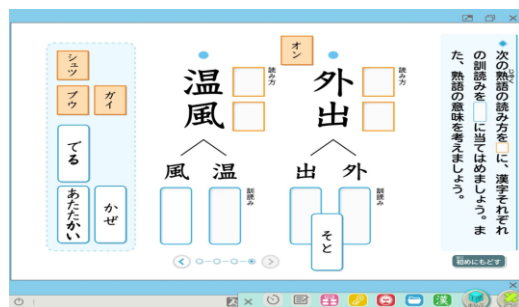 次の熟語の読み方を□に、漢字それぞれ
の訓読みを□に当てはめましょう。ま
た、熟語の意味を考えましょう。
初めにもどす
読み方
外出
オン
外
出
訓読み
そと
読み方
温風
温
風
訓読み
シュツ
フウ
ガイ
でる
あたたかい
かぜ
漢